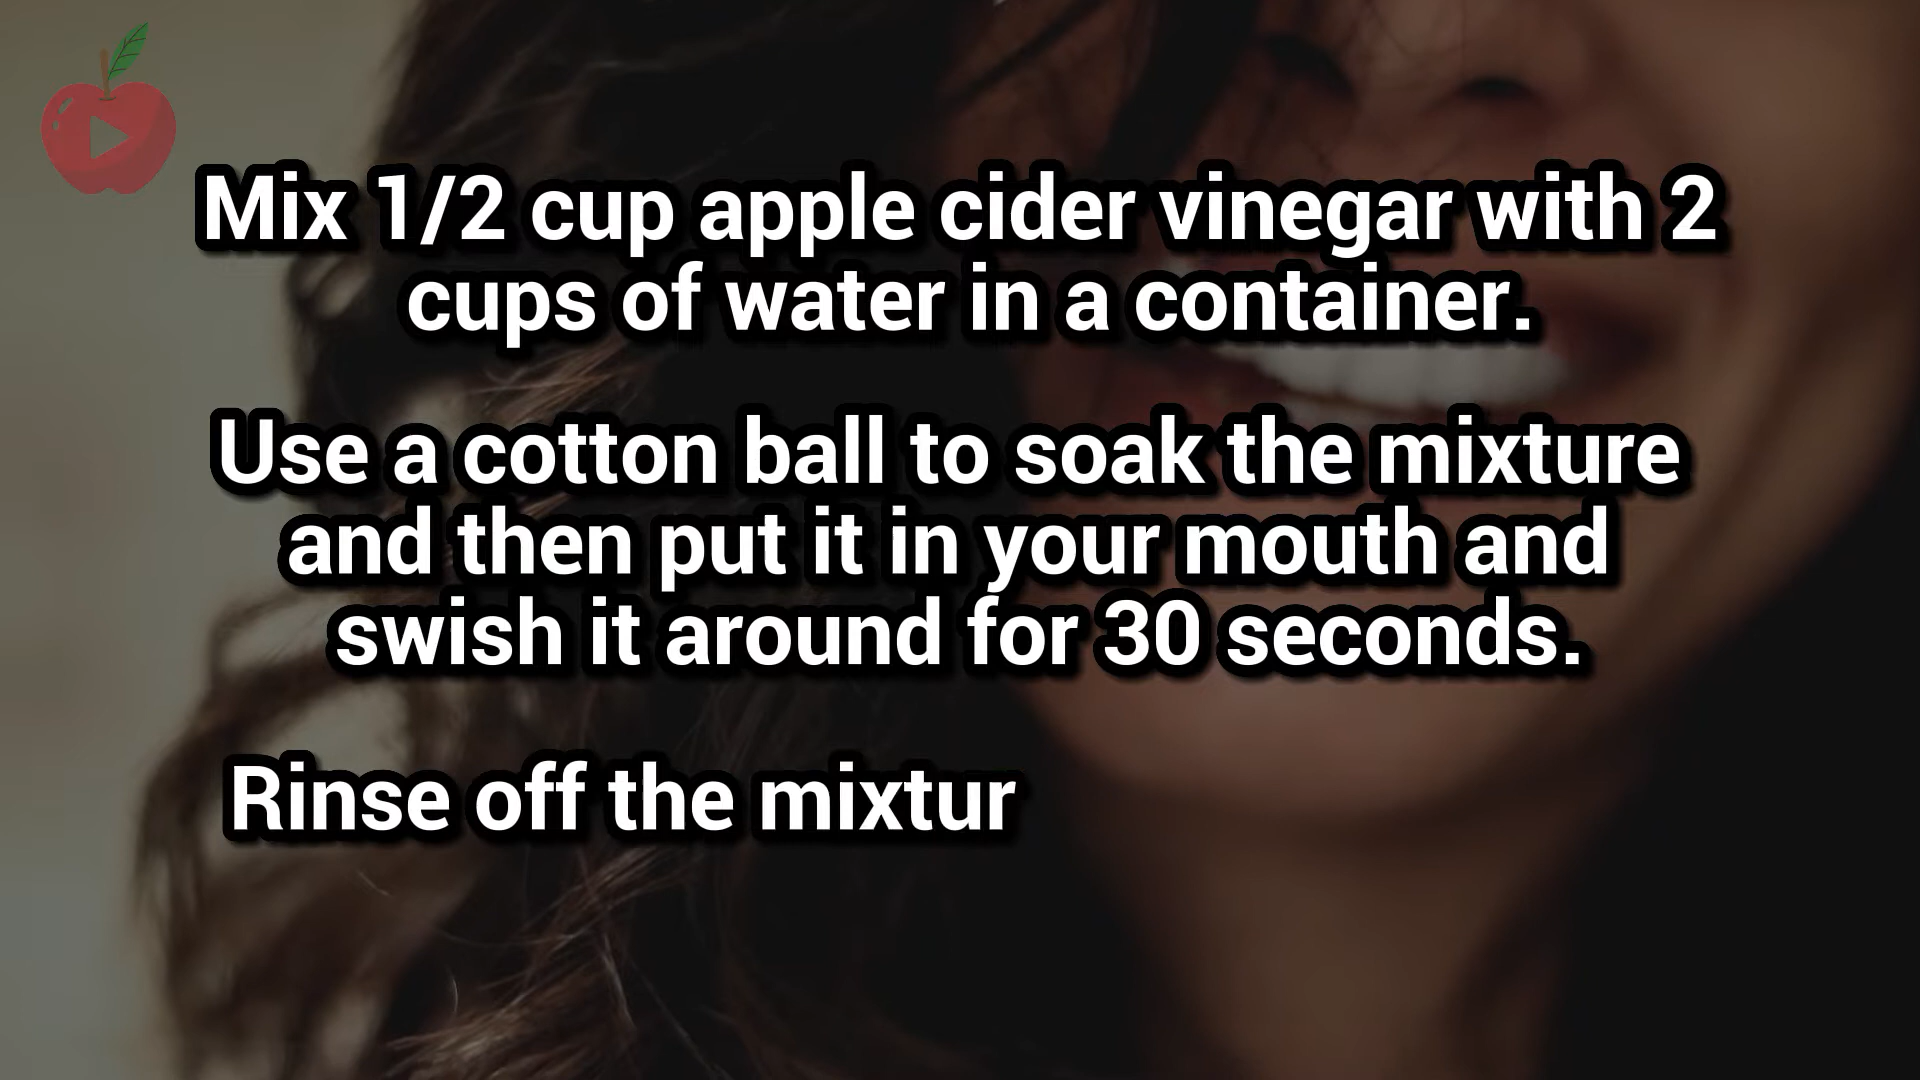 Mix 1/2 cup apple cider vinegar with 2
cups of water in a container.
Use a cotton ball to soak the mixture
and then put it in your mouth and
swish it around for 30 seconds.
Rinse off the mixtur